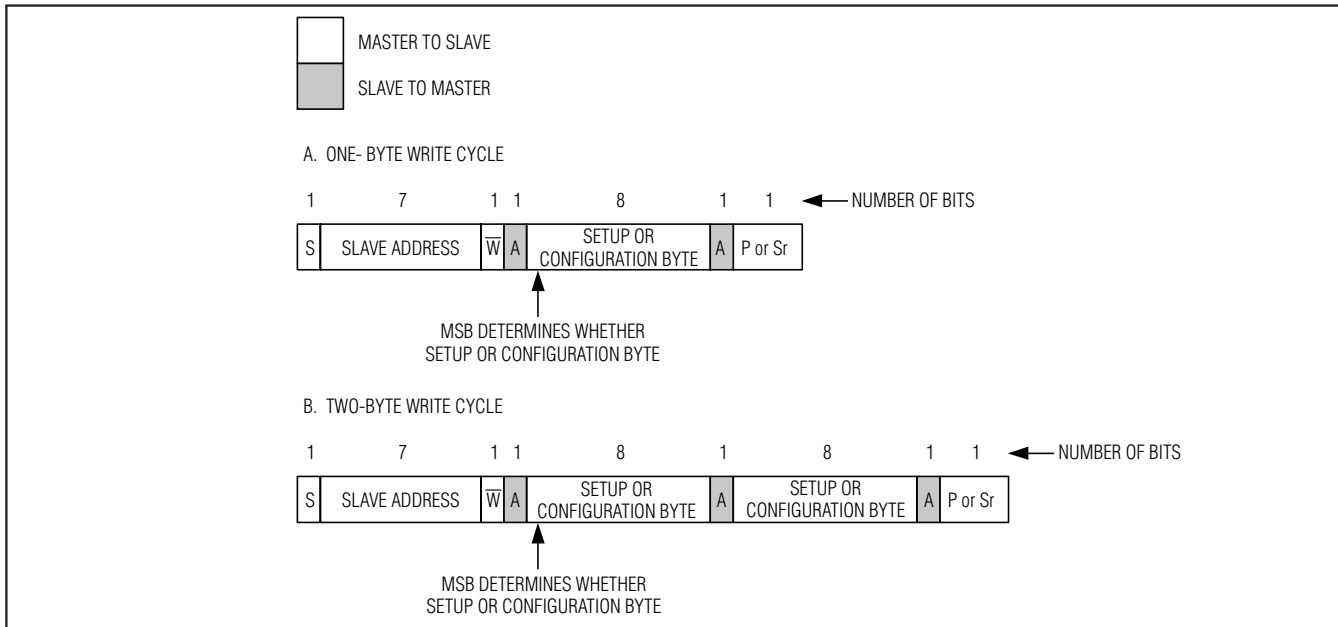 MASTER TO SLAVE
SLAVE TO MASTER
A. ONE- BYTE WRITE CYCLE
1 7 1 1 8 1 1 NUMBER OF BITS
S SLAVE ADDRESS W̅ A SETUP OR CONFIGURATION BYTE A P or Sr
MSB DETERMINES WHETHER
SETUP OR CONFIGURATION BYTE
B. TWO-BYTE WRITE CYCLE
1 7 1 1 8 1 8 1 1 NUMBER OF BITS
S SLAVE ADDRESS W̅ A SETUP OR CONFIGURATION BYTE A SETUP OR CONFIGURATION BYTE A P or Sr
MSB DETERMINES WHETHER
SETUP OR CONFIGURATION BYTE